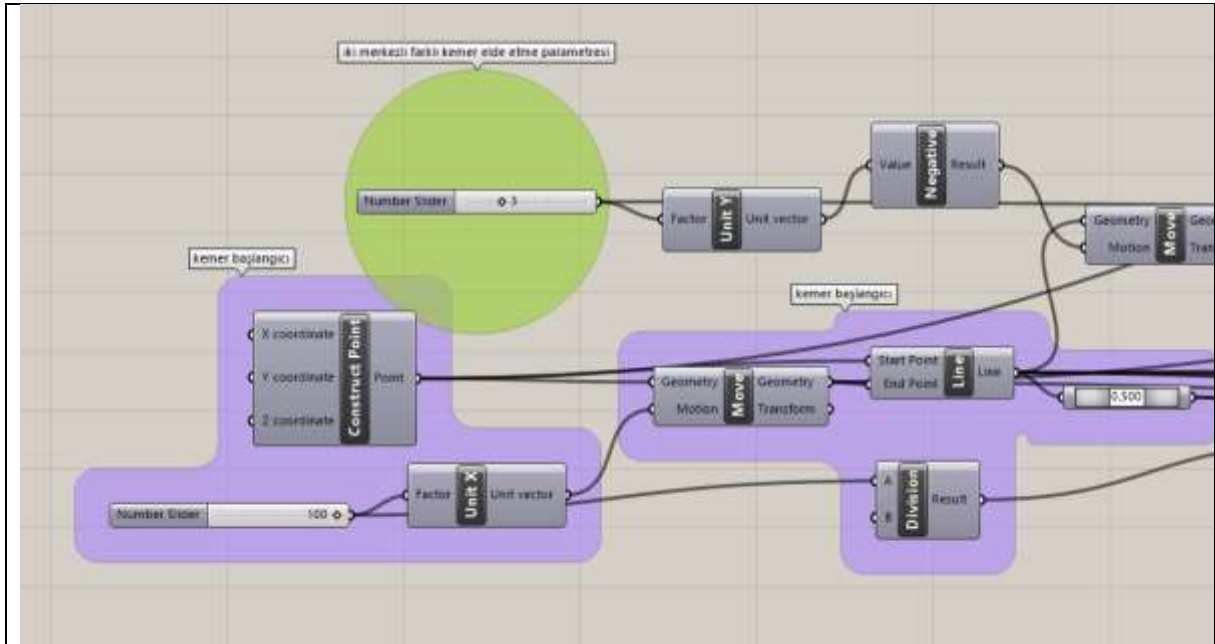 iki merkezli farklı kemer elde etme parametresi
Number Slider 3
Factor Unit Y Unit vector
Value Negative Result
Geometry Move
Motion
kemer başlangıcı
X coordinate
Y coordinate Construct Point Point
Z coordinate
Number Slider 100
Factor Unit X Unit vector
kemer başlangıcı
Geometry Move Geometry
Motion Transform
Start Point Line Line
End Point
0.500
A Division Result
B